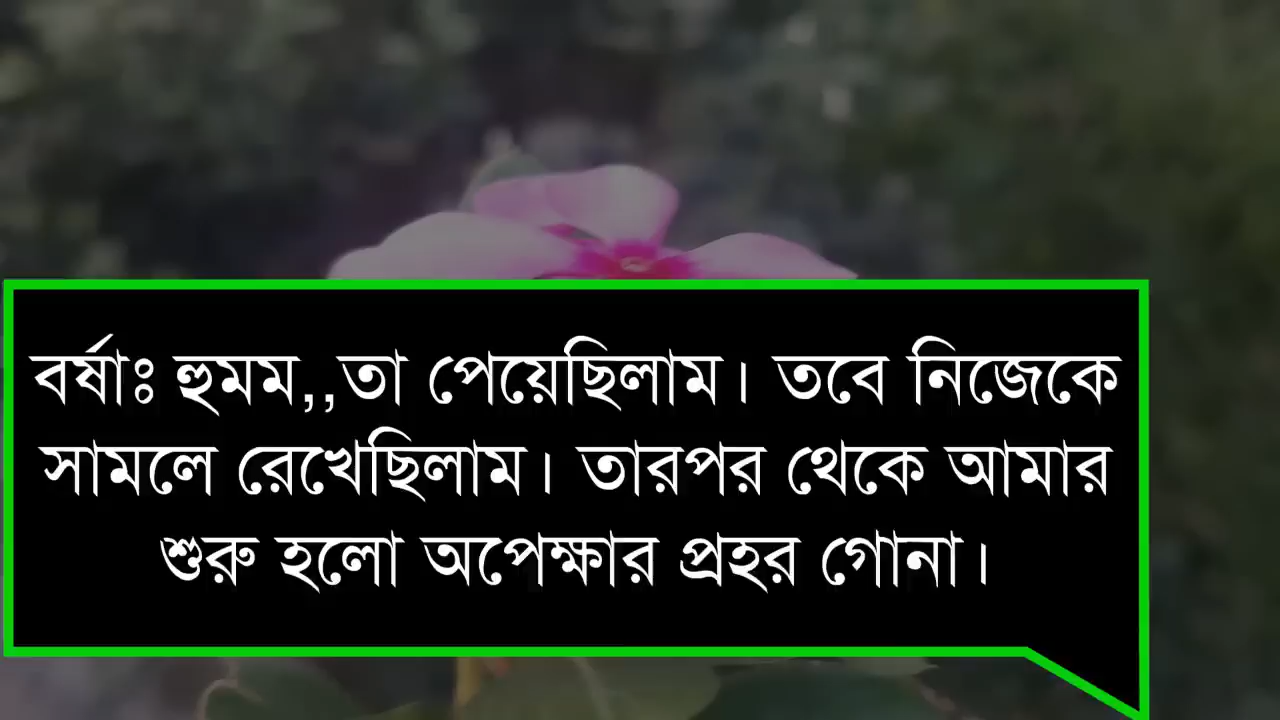 বর্ষাঃ হুমম,,তা পেয়েছিলাম। তবে নিজেকে
সামলে রেখেছিলাম। তারপর থেকে আমার
শুরু হলো অপেক্ষার প্রহর গোনা।